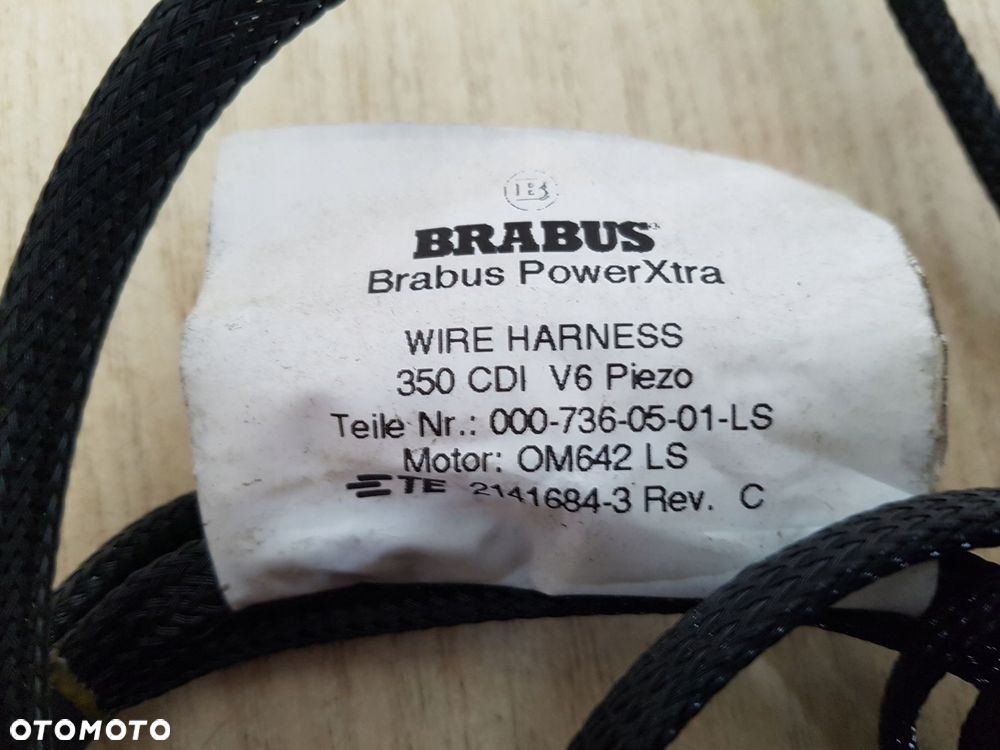 B
BRABUS
Brabus PowerXtra
WIRE HARNESS
350 CDI V6 Piezo
Teile Nr.: 000-736-05-01-LS
Motor: OM642 LS
TE 2141684-3 Rev. C
OTOMOTO